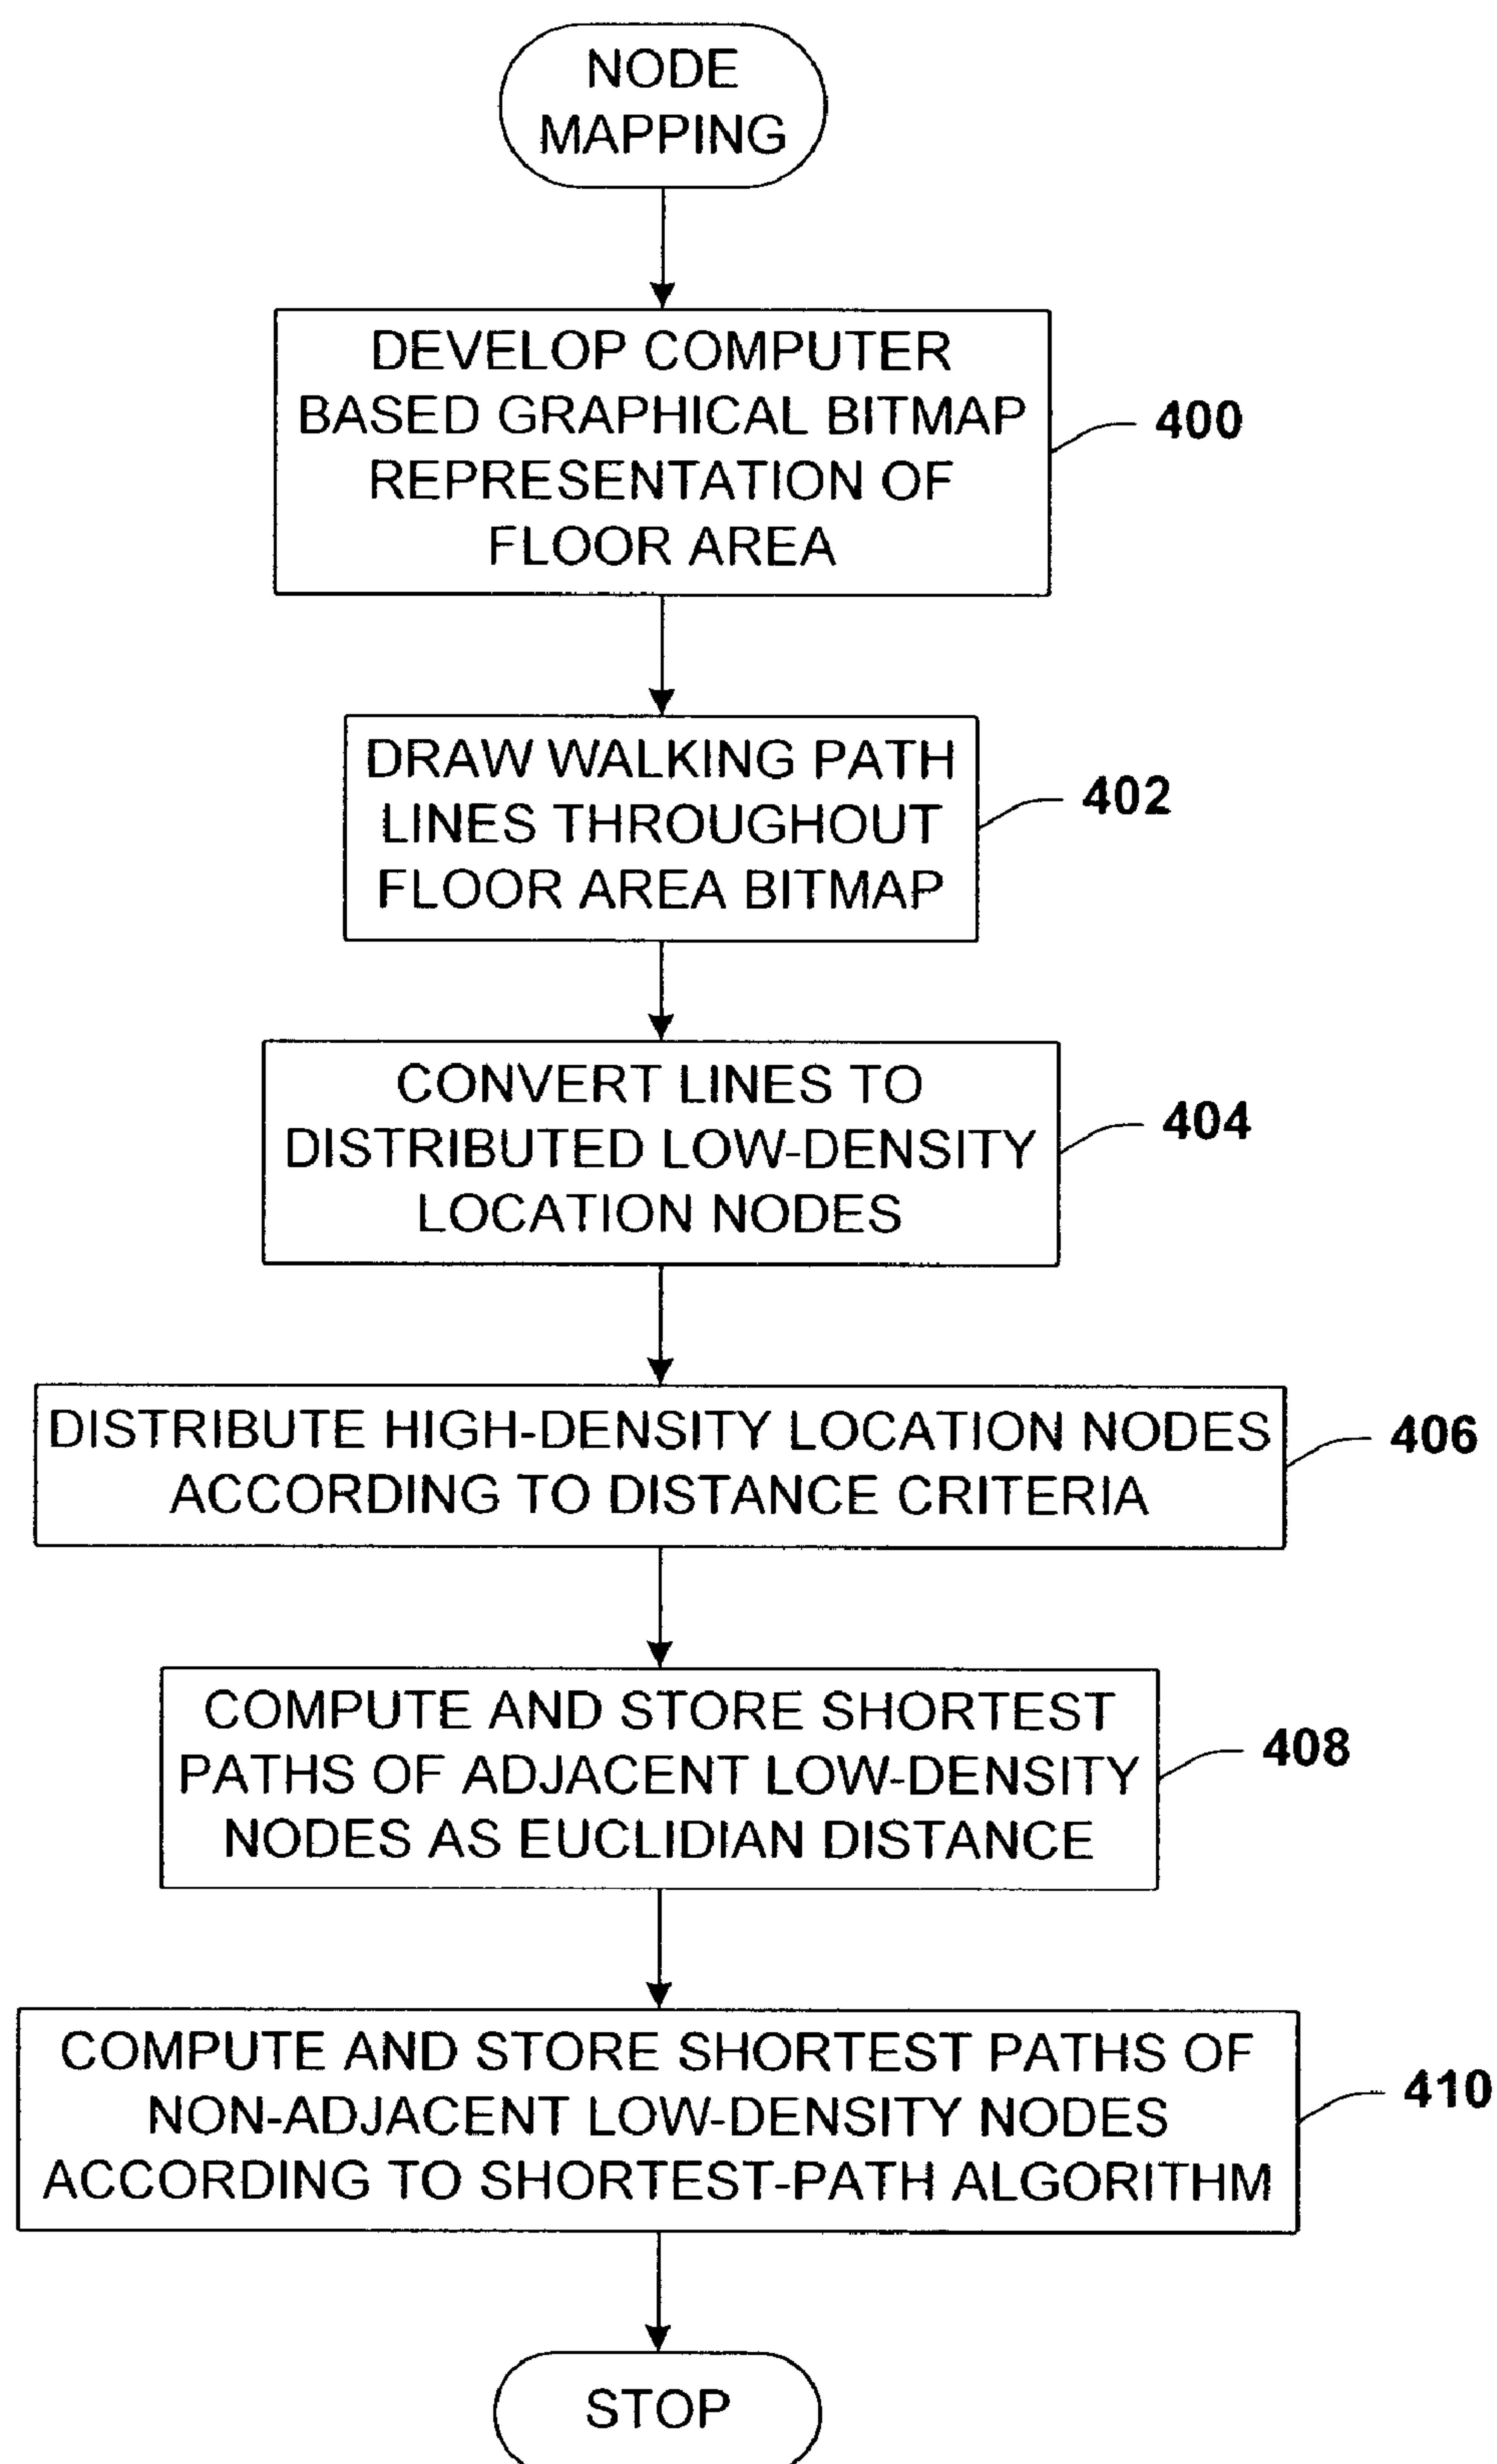 NODE
MAPPING
DEVELOP COMPUTER
BASED GRAPHICAL BITMAP
REPRESENTATION OF
FLOOR AREA
400
DRAW WALKING PATH
LINES THROUGHOUT
FLOOR AREA BITMAP
402
CONVERT LINES TO
DISTRIBUTED LOW-DENSITY
LOCATION NODES
404
DISTRIBUTE HIGH-DENSITY LOCATION NODES
ACCORDING TO DISTANCE CRITERIA
406
COMPUTE AND STORE SHORTEST
PATHS OF ADJACENT LOW-DENSITY
NODES AS EUCLIDIAN DISTANCE
408
COMPUTE AND STORE SHORTEST PATHS OF
NON-ADJACENT LOW-DENSITY NODES
ACCORDING TO SHORTEST-PATH ALGORITHM
410
STOP